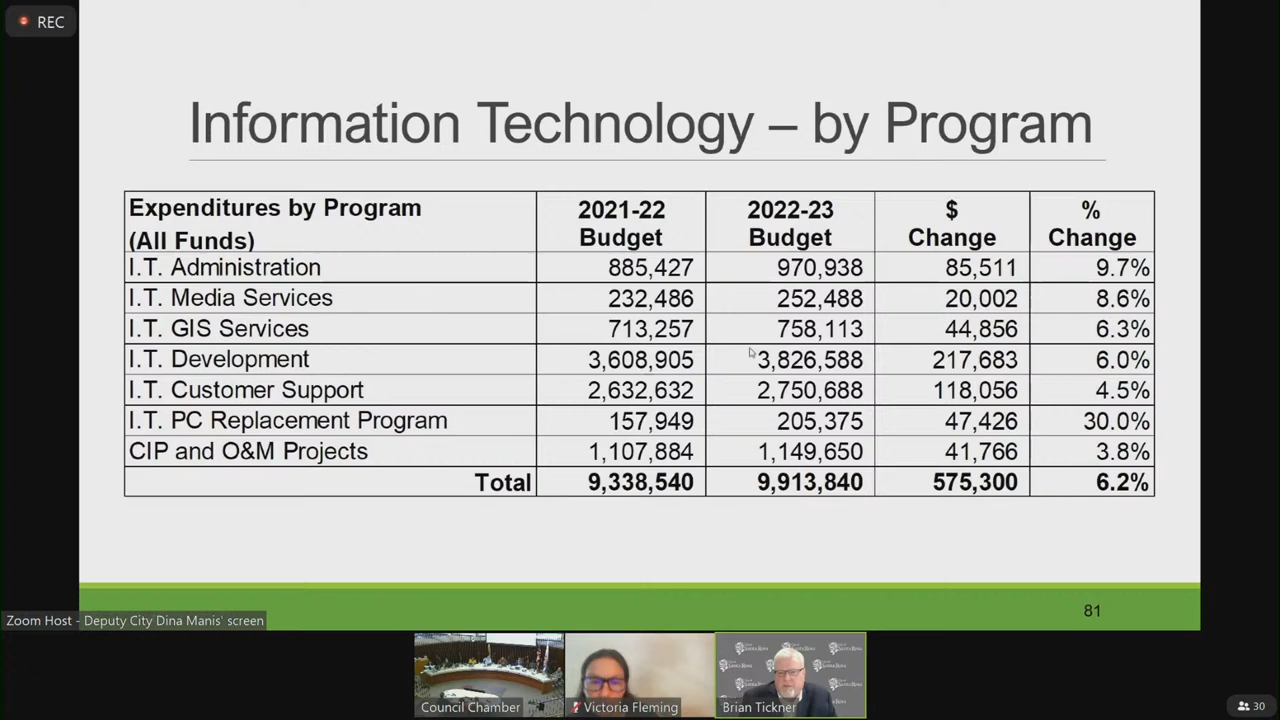 REC
Information Technology – by Program
Expenditures by Program (All Funds) 2021-22 Budget 2022-23 Budget $ Change % Change
I.T. Administration 885,427 970,938 85,511 9.7%
I.T. Media Services 232,486 252,488 20,002 8.6%
I.T. GIS Services 713,257 758,113 44,856 6.3%
I.T. Development 3,608,905 3,826,588 217,683 6.0%
I.T. Customer Support 2,632,632 2,750,688 118,056 4.5%
I.T. PC Replacement Program 157,949 205,375 47,426 30.0%
CIP and O&M Projects 1,107,884 1,149,650 41,766 3.8%
Total 9,338,540 9,913,840 575,300 6.2%
81
Zoom Host - Deputy City Dina Manis' screen
Council Chamber
Victoria Fleming
Brian Tickner
30